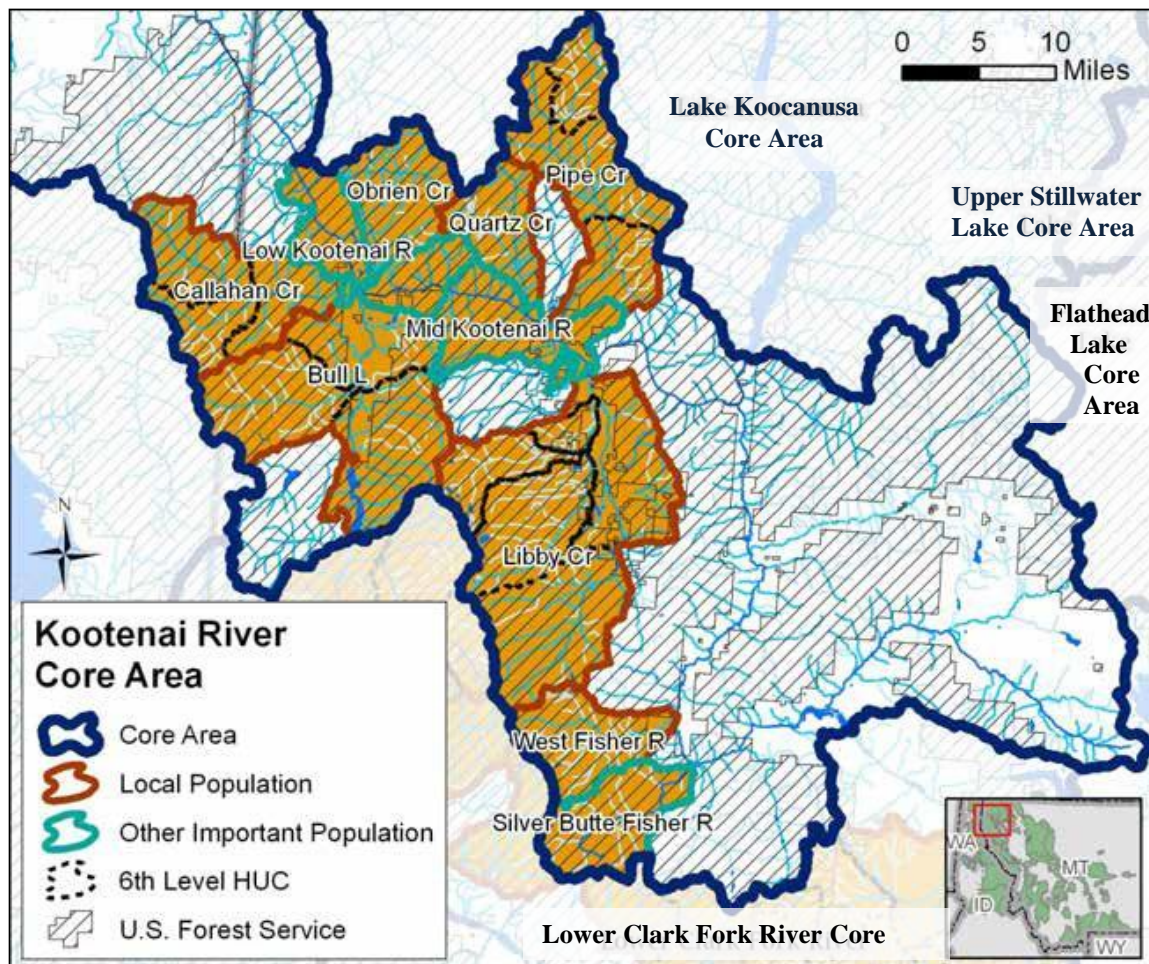 0 5 10
Miles
Lake Koocanusa
Core Area
Pipe Cr
Obrien Cr
Upper Stillwater
Lake Core Area
Quartz Cr
Low Kootenai R
Callahan Cr
Flathead
Lake
Core
Area
Mid Kootenai R
Bull L
N
Libby Cr
Kootenai River
Core Area
Core Area
Local Population
Other Important Population
6th Level HUC
U.S. Forest Service
West Fisher R
Silver Butte Fisher R
WA
MT
ID
WY
Lower Clark Fork River Core